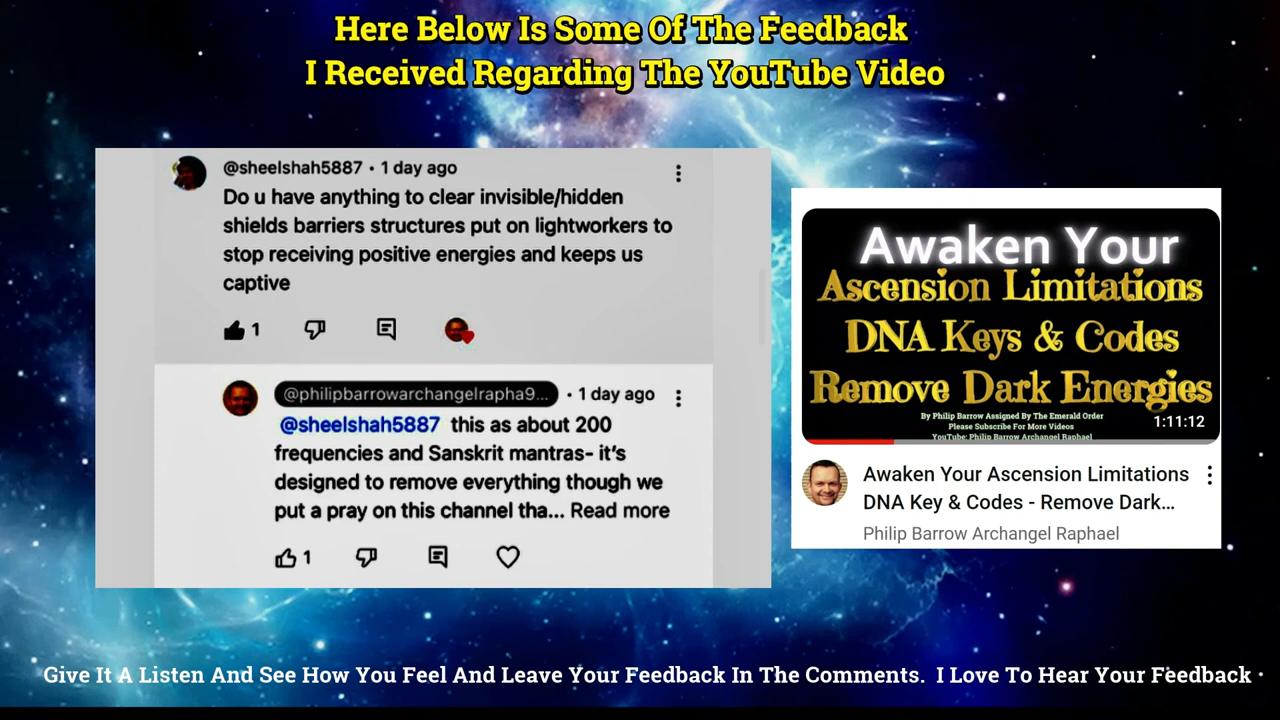 Here Below Is Some Of The Feedback
I Received Regarding The YouTube Video
@sheelshah5887 • 1 day ago
Do u have anything to clear invisible/hidden
shields barriers structures put on lightworkers to
stop receiving positive energies and keeps us
captive
1
@philipbarrowarchangelrapha9... • 1 day ago
@sheelshah5887 this as about 200
frequencies and Sanskrit mantras- it's
designed to remove everything though we
put a pray on this channel tha... Read more
1
Awaken Your
Ascension Limitations
DNA Keys & Codes
Remove Dark Energies
By Philip Barrow Assigned By The Emerald Order
Please Subscribe For More Videos
YouTube: Philip Barrow Archangel Raphael
1:11:12
Awaken Your Ascension Limitations
DNA Key & Codes - Remove Dark...
Philip Barrow Archangel Raphael
Give It A Listen And See How You Feel And Leave Your Feedback In The Comments. I Love To Hear Your Feedback